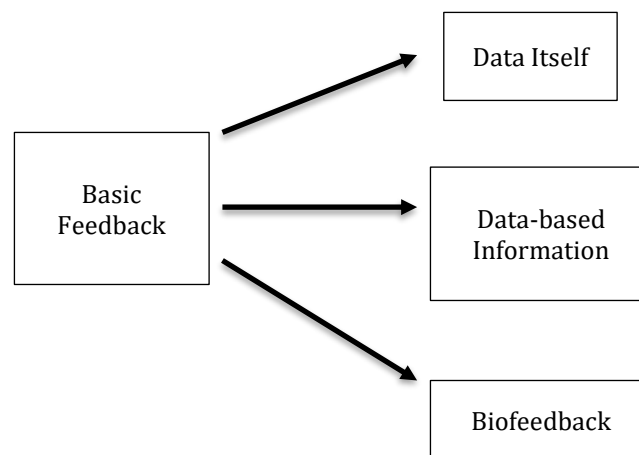 Data Itself
Basic
Feedback
Data-based
Information
Biofeedback